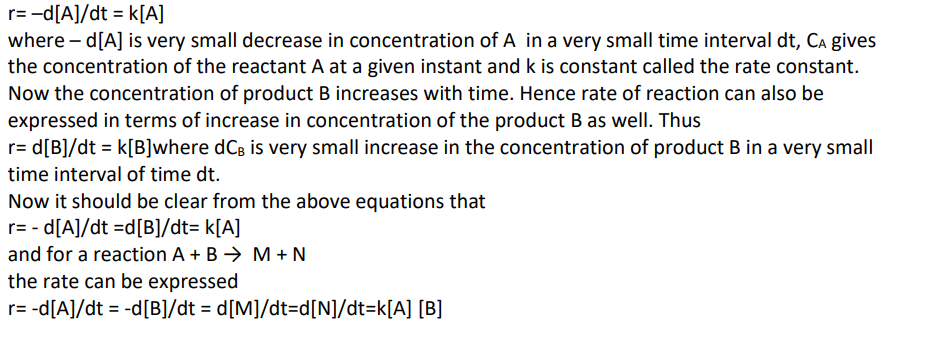 r= –d[A]/dt = k[A]
where – d[A] is very small decrease in concentration of A in a very small time interval dt, CA gives
the concentration of the reactant A at a given instant and k is constant called the rate constant.
Now the concentration of product B increases with time. Hence rate of reaction can also be
expressed in terms of increase in concentration of the product B as well. Thus
r= d[B]/dt = k[B]where dCB is very small increase in the concentration of product B in a very small
time interval of time dt.
Now it should be clear from the above equations that
r= - d[A]/dt =d[B]/dt= k[A]
and for a reaction A + B → M + N
the rate can be expressed
r= -d[A]/dt = -d[B]/dt = d[M]/dt=d[N]/dt=k[A] [B]